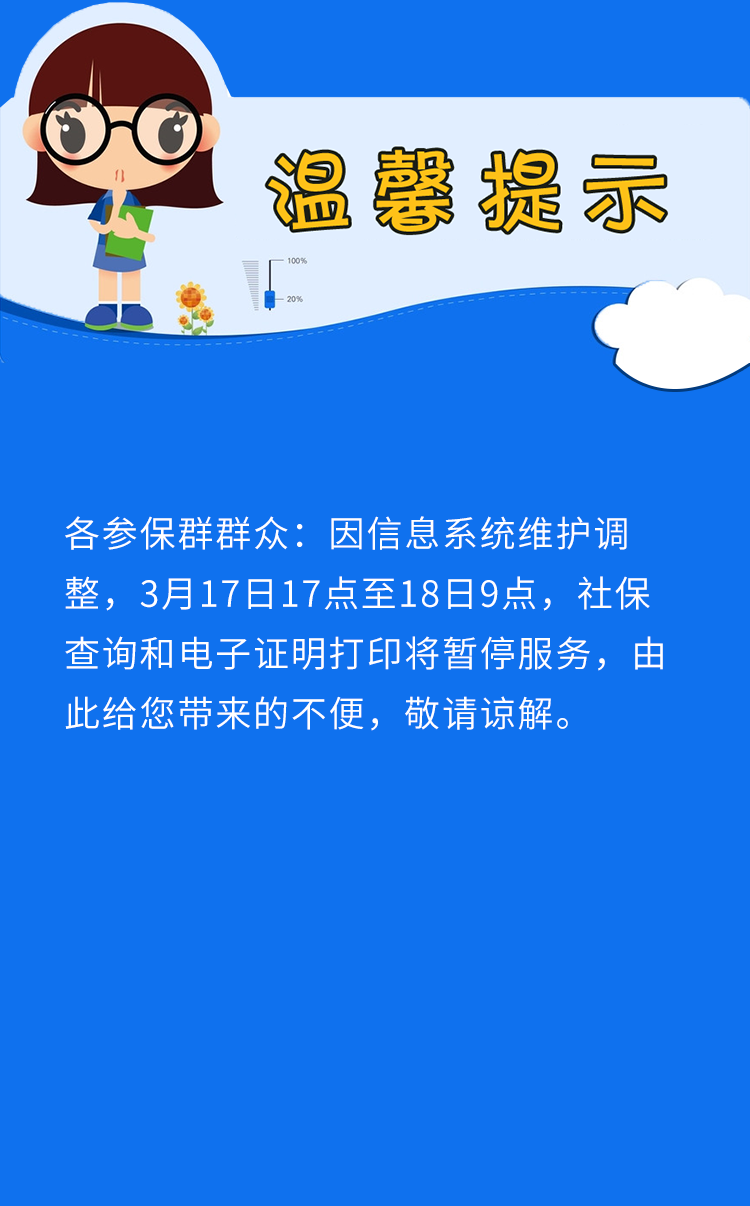 温馨提示
100%
20%
各参保群群众：因信息系统维护调
整，3月17日17点至18日9点，社保
查询和电子证明打印将暂停服务，由
此给您带来的不便，敬请谅解。